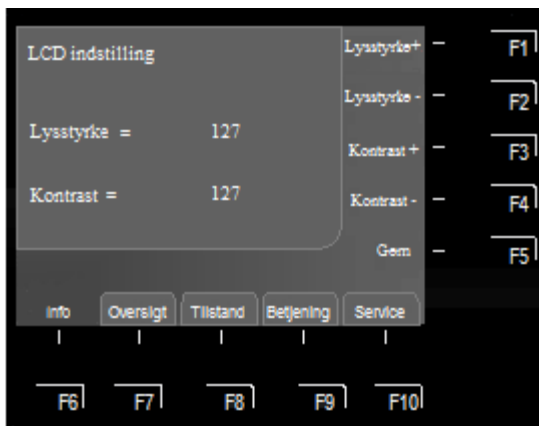 LCD indstilling
Lysstyrke = 127
Kontrast = 127
Lysstyrke+ F1
Lysstyrke - F2
Kontrast + F3
Kontrast - F4
Gem F5
Info Oversigt Tilstand Betjening Service
F6 F7 F8 F9 F10